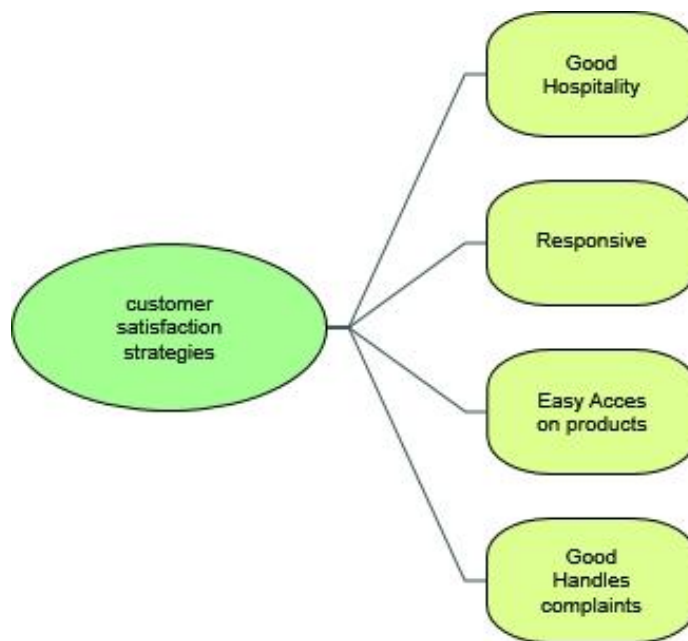 Good
Hospitality
Responsive
customer
satisfaction
strategies
Easy Acces
on products
Good
Handles
complaints